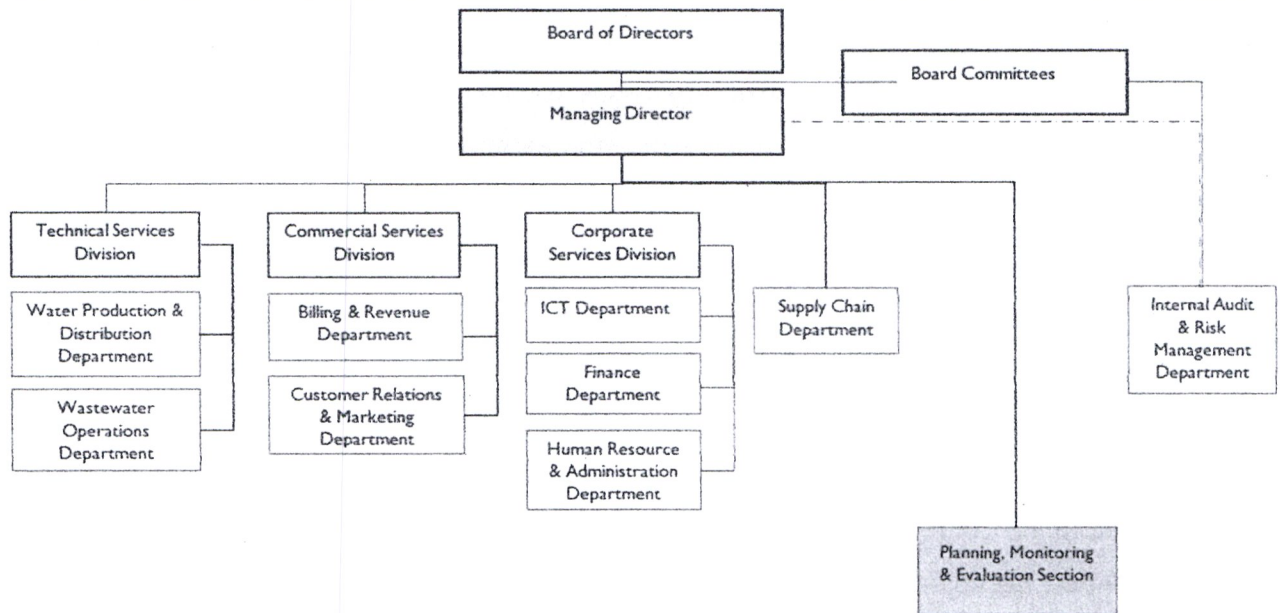 Board of Directors
Board Committees
Managing Director
Technical Services
Division
Water Production &
Distribution
Department
Wastewater
Operations
Department
Commercial Services
Division
Billing & Revenue
Department
Customer Relations
& Marketing
Department
Corporate
Services Division
ICT Department
Finance
Department
Human Resource
& Administration
Department
Supply Chain
Department
Internal Audit
& Risk
Management
Department
Planning, Monitoring
& Evaluation Section